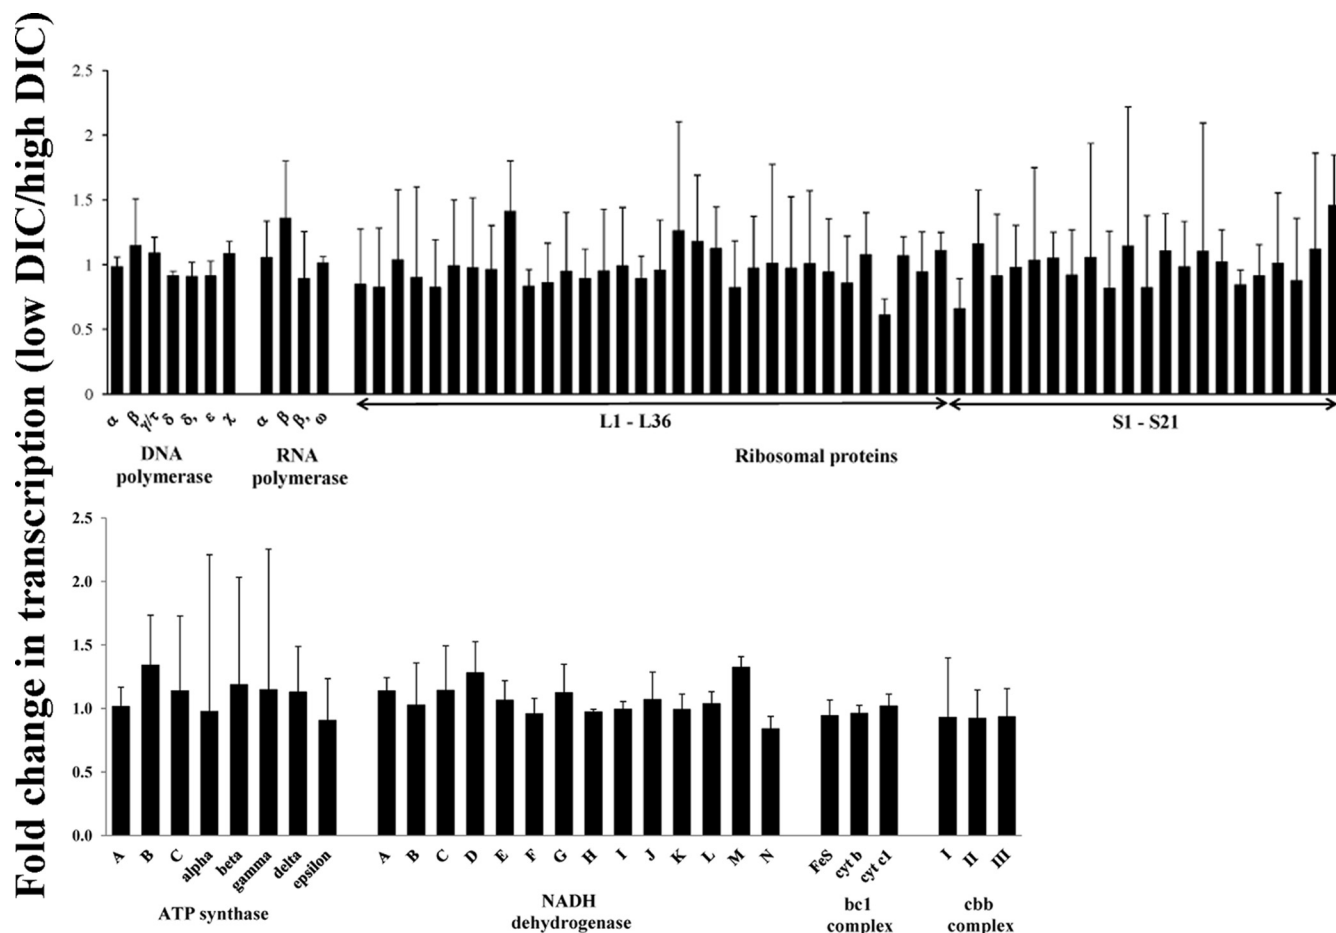 Fold change in transcription (low DIC/high DIC)
2.5
2
1.5
1
0.5
0
α β γ/τ δ δ, ε χ α β β, ω
L1 - L36 S1 - S21
DNA
polymerase
RNA
polymerase
Ribosomal proteins
2.5
2.0
1.5
1.0
0.5
0.0
A B C alpha beta gamma delta epsilon A B C D E F G H I J K L M N FeS cyt b cyt c1 I II III
ATP synthase
NADH
dehydrogenase
bc1
complex
cbb
complex